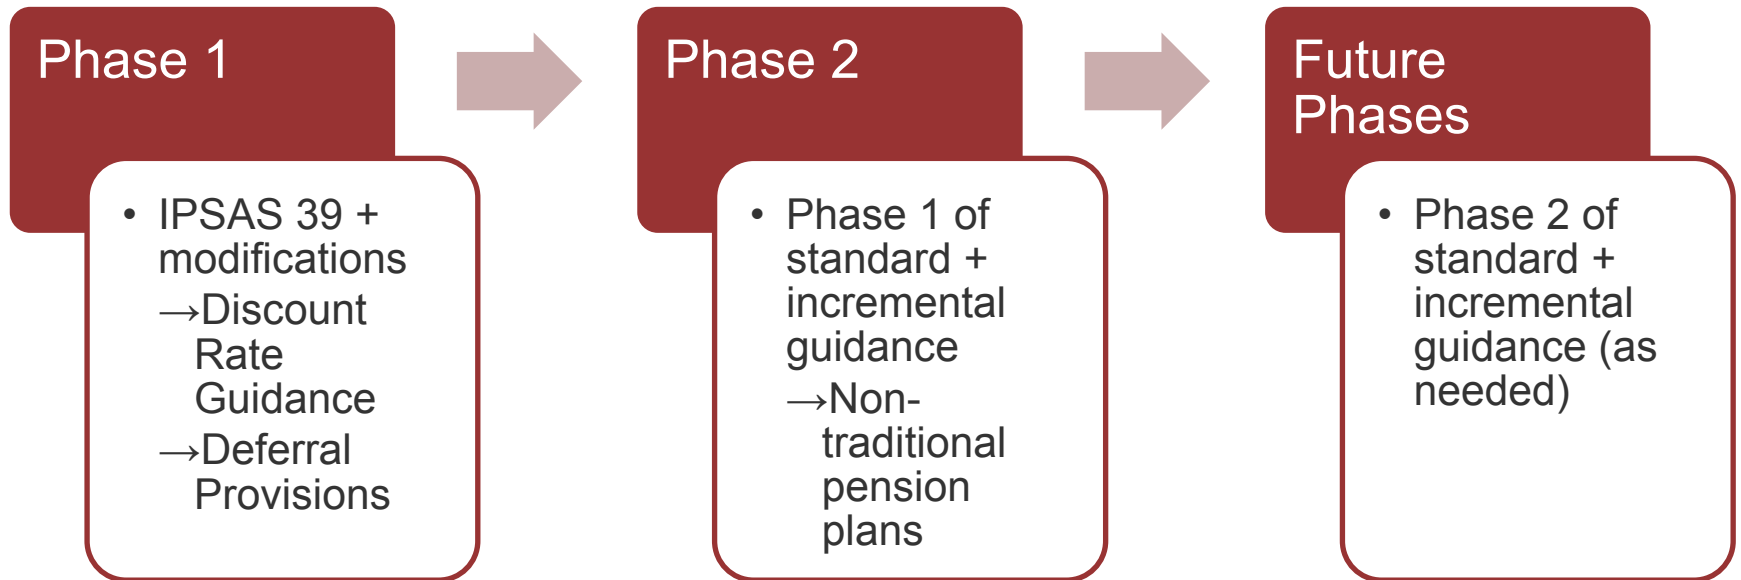 Phase 1
• IPSAS 39 +
modifications
→Discount
Rate
Guidance
→Deferral
Provisions
Phase 2
• Phase 1 of
standard +
incremental
guidance
→Non-
traditional
pension
plans
Future
Phases
• Phase 2 of
standard +
incremental
guidance (as
needed)